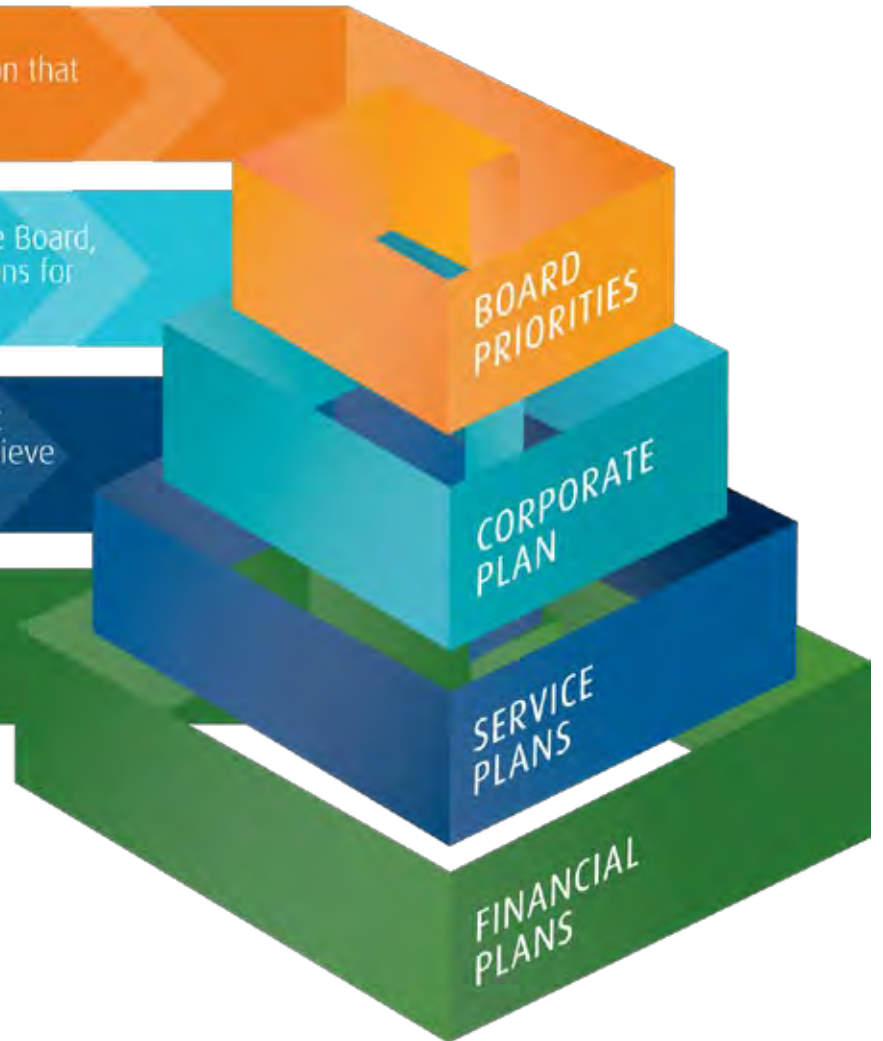 on that
e Board,
ns for
ieve
BOARD
PRIORITIES
CORPORATE
PLAN
SERVICE
PLANS
FINANCIAL
PLANS